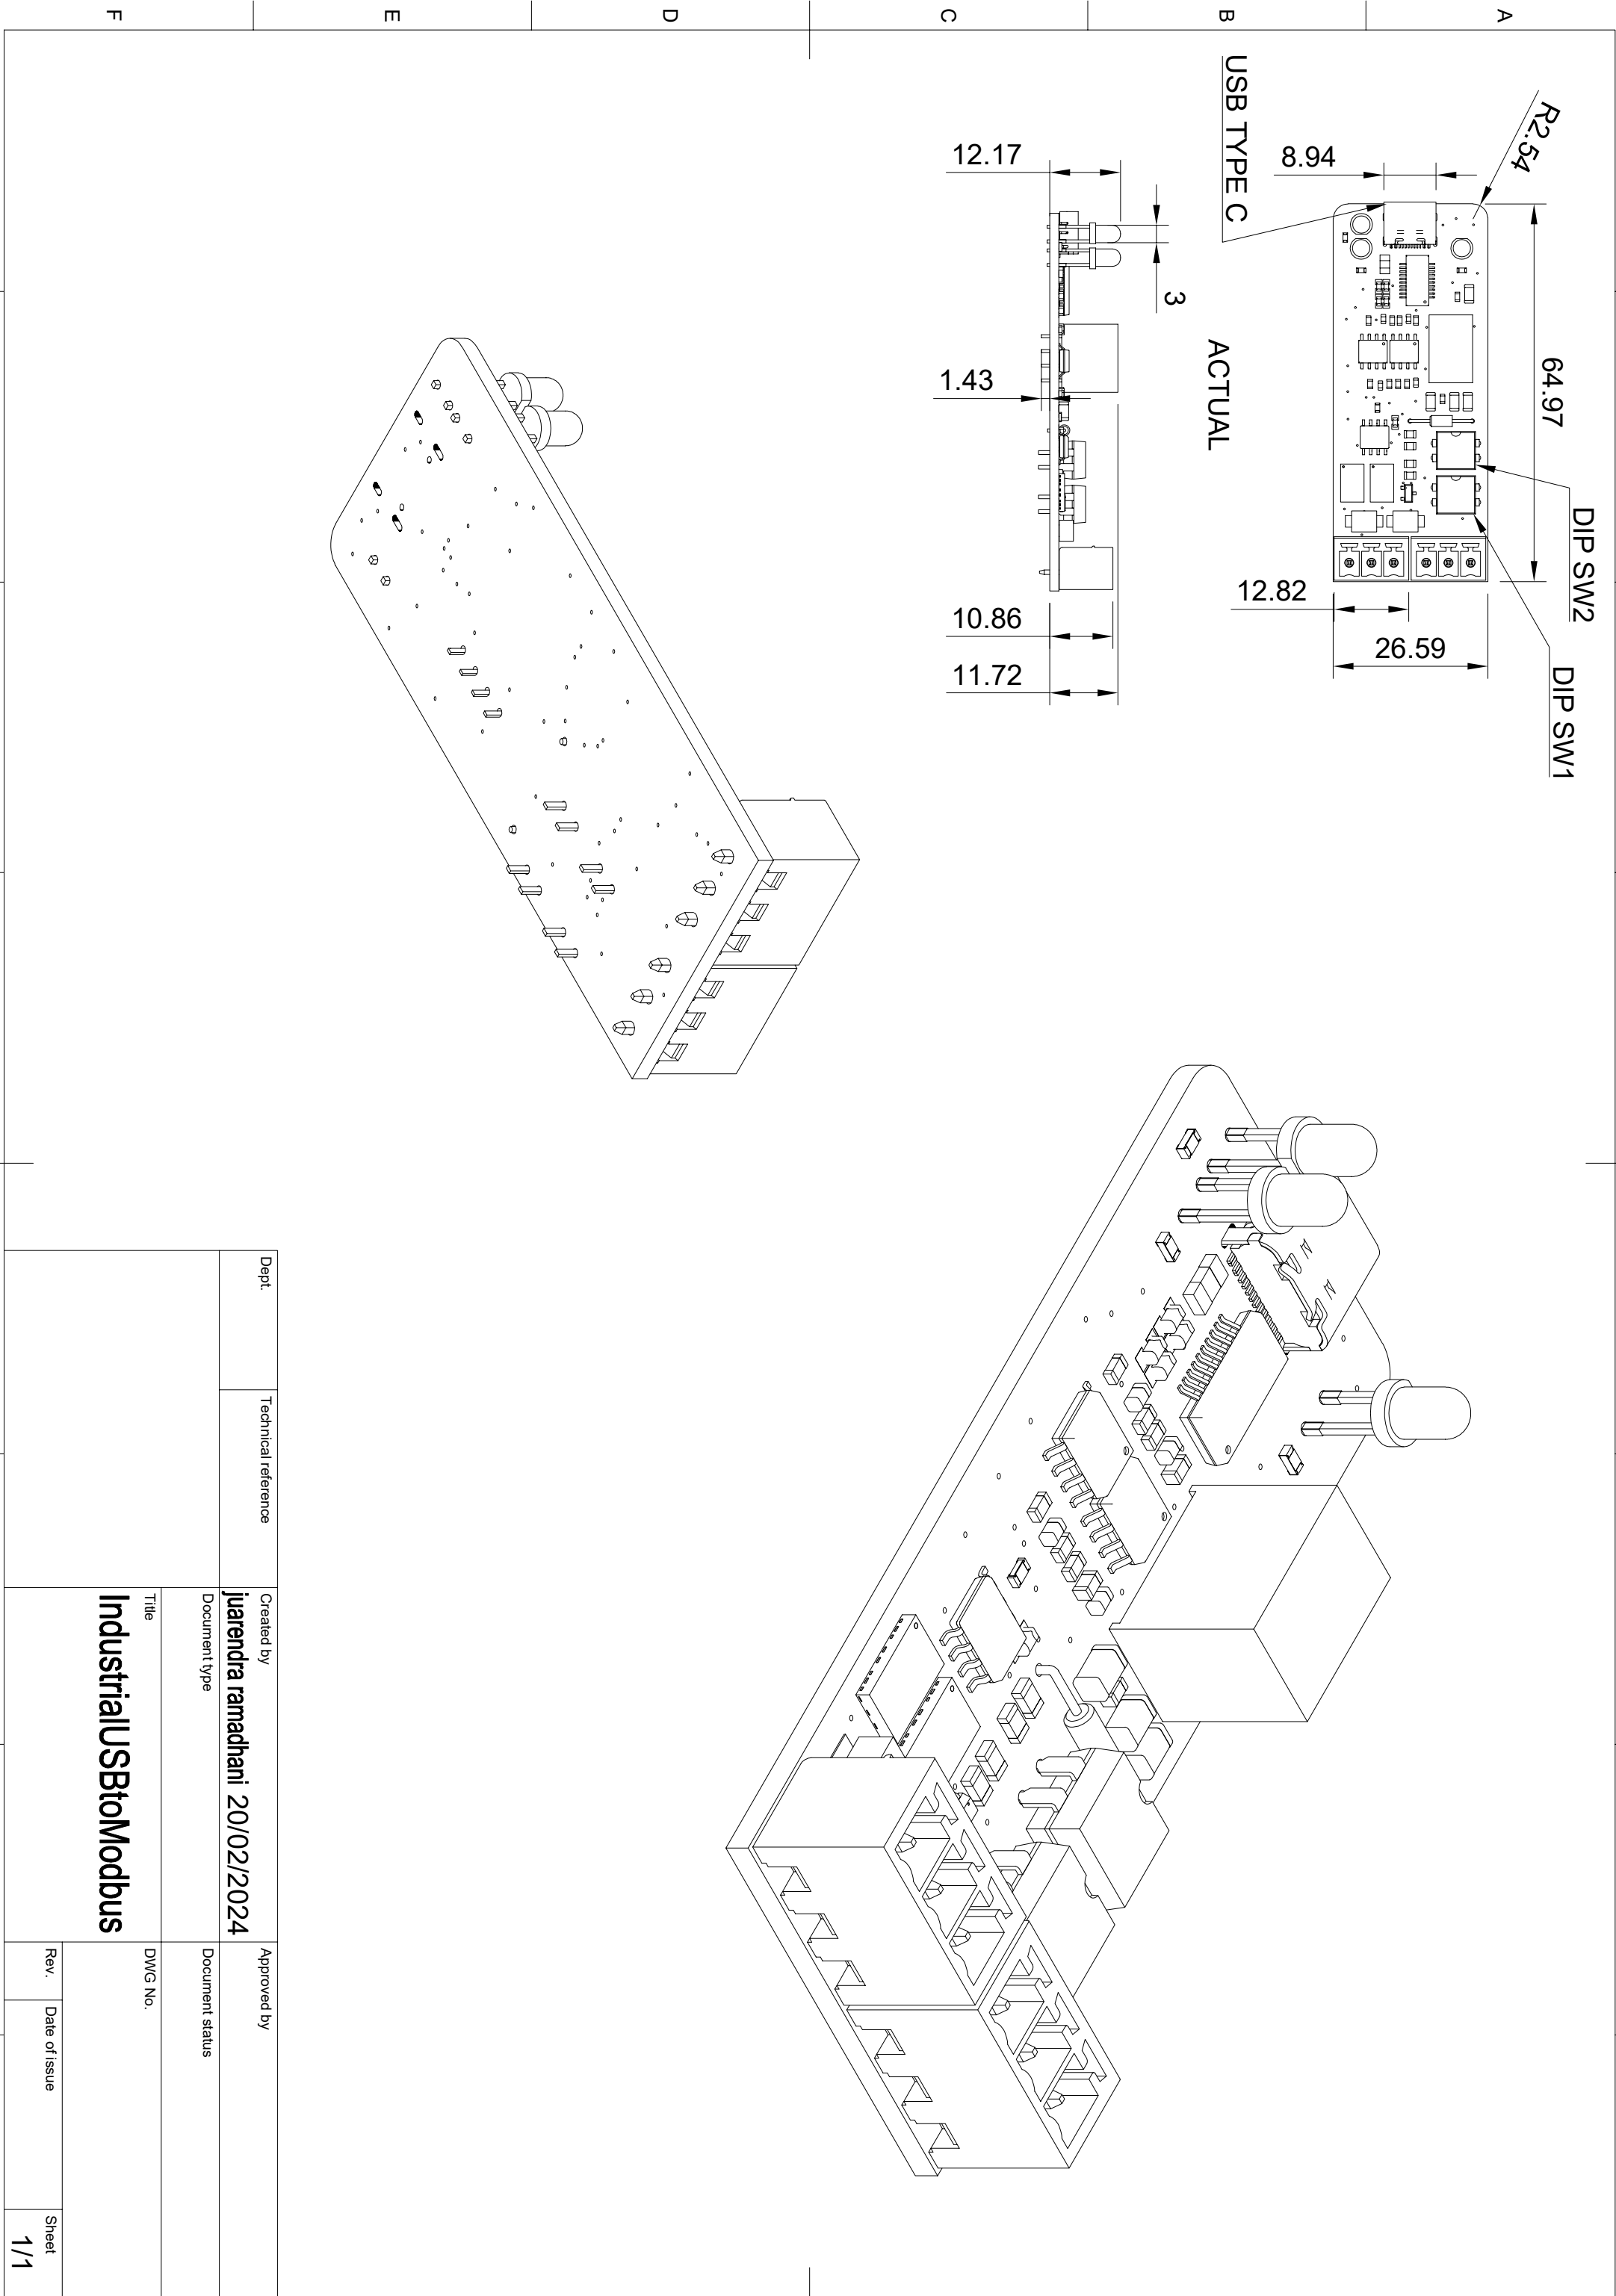 A
B
C
D
E
F
R2.54
64.97
8.94
USB TYPE C
DIP SW2
DIP SW1
12.82
26.59
ACTUAL
12.17
3
1.43
10.86
11.72
Dept.
Technical reference
Created by
juarendra ramadhani 20/02/2024
Approved by
Document type
Document status
Title
IndustrialUSBtoModbus
DWG No.
Rev.
Date of issue
Sheet
1/1